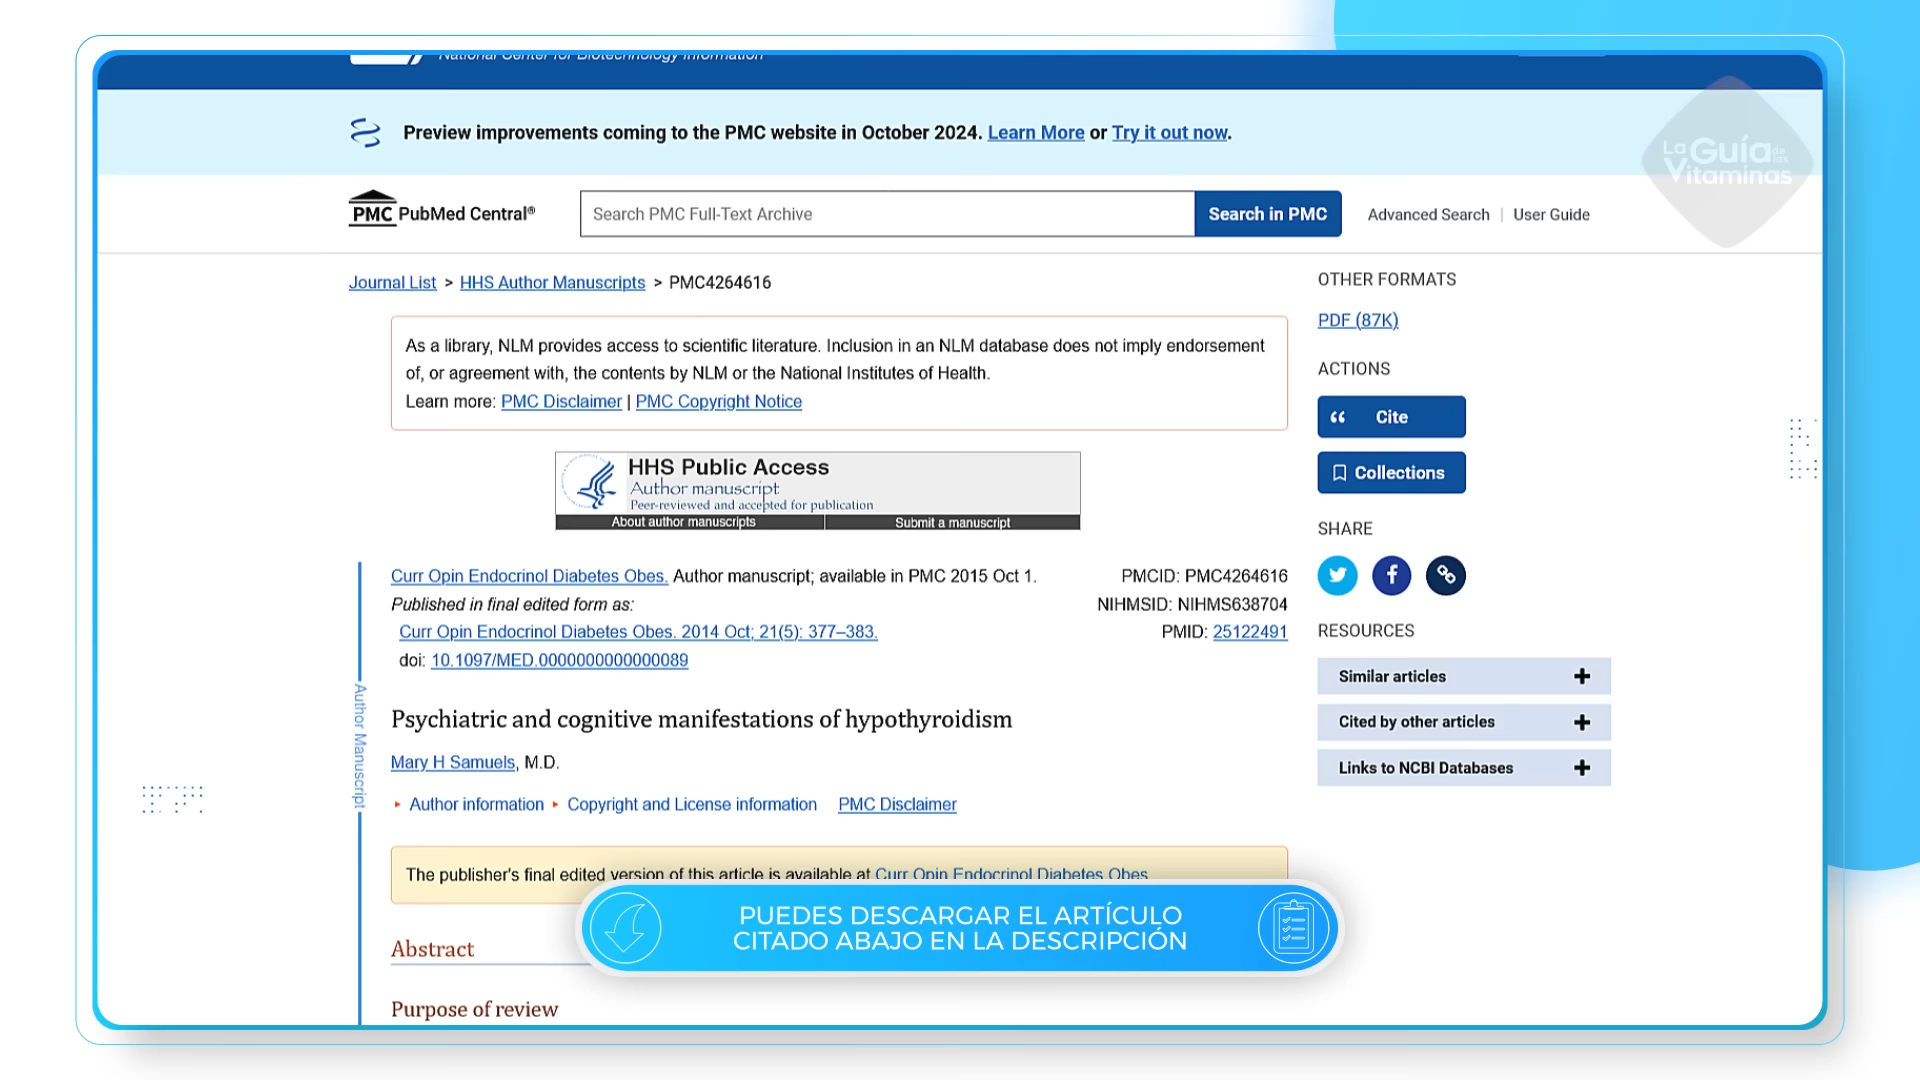 National Center for Biotechnology Information
Preview improvements coming to the PMC website in October 2024. Learn More or Try it out now.
La Guía de las Vitaminas
PMC PubMed Central®
Search PMC Full-Text Archive
Search in PMC
Advanced Search | User Guide
Journal List > HHS Author Manuscripts > PMC4264616
As a library, NLM provides access to scientific literature. Inclusion in an NLM database does not imply endorsement
of, or agreement with, the contents by NLM or the National Institutes of Health.
Learn more: PMC Disclaimer | PMC Copyright Notice
HHS Public Access
Author manuscript
Peer-reviewed and accepted for publication
About author manuscripts
Submit a manuscript
Curr Opin Endocrinol Diabetes Obes. Author manuscript; available in PMC 2015 Oct 1.
Published in final edited form as:
Curr Opin Endocrinol Diabetes Obes. 2014 Oct; 21(5): 377–383.
doi: 10.1097/MED.0000000000000089
PMCID: PMC4264616
NIHMSID: NIHMS638704
PMID: 25122491
Author Manuscript
Psychiatric and cognitive manifestations of hypothyroidism
Mary H Samuels, M.D.
Author information
Copyright and License information
PMC Disclaimer
The publisher's final edited version of this article is available at Curr Opin Endocrinol Diabetes Obes
Abstract
Purpose of review
OTHER FORMATS
PDF (87K)
ACTIONS
Cite
Collections
SHARE
RESOURCES
Similar articles
Cited by other articles
Links to NCBI Databases
PUEDES DESCARGAR EL ARTÍCULO
CITADO ABAJO EN LA DESCRIPCIÓN